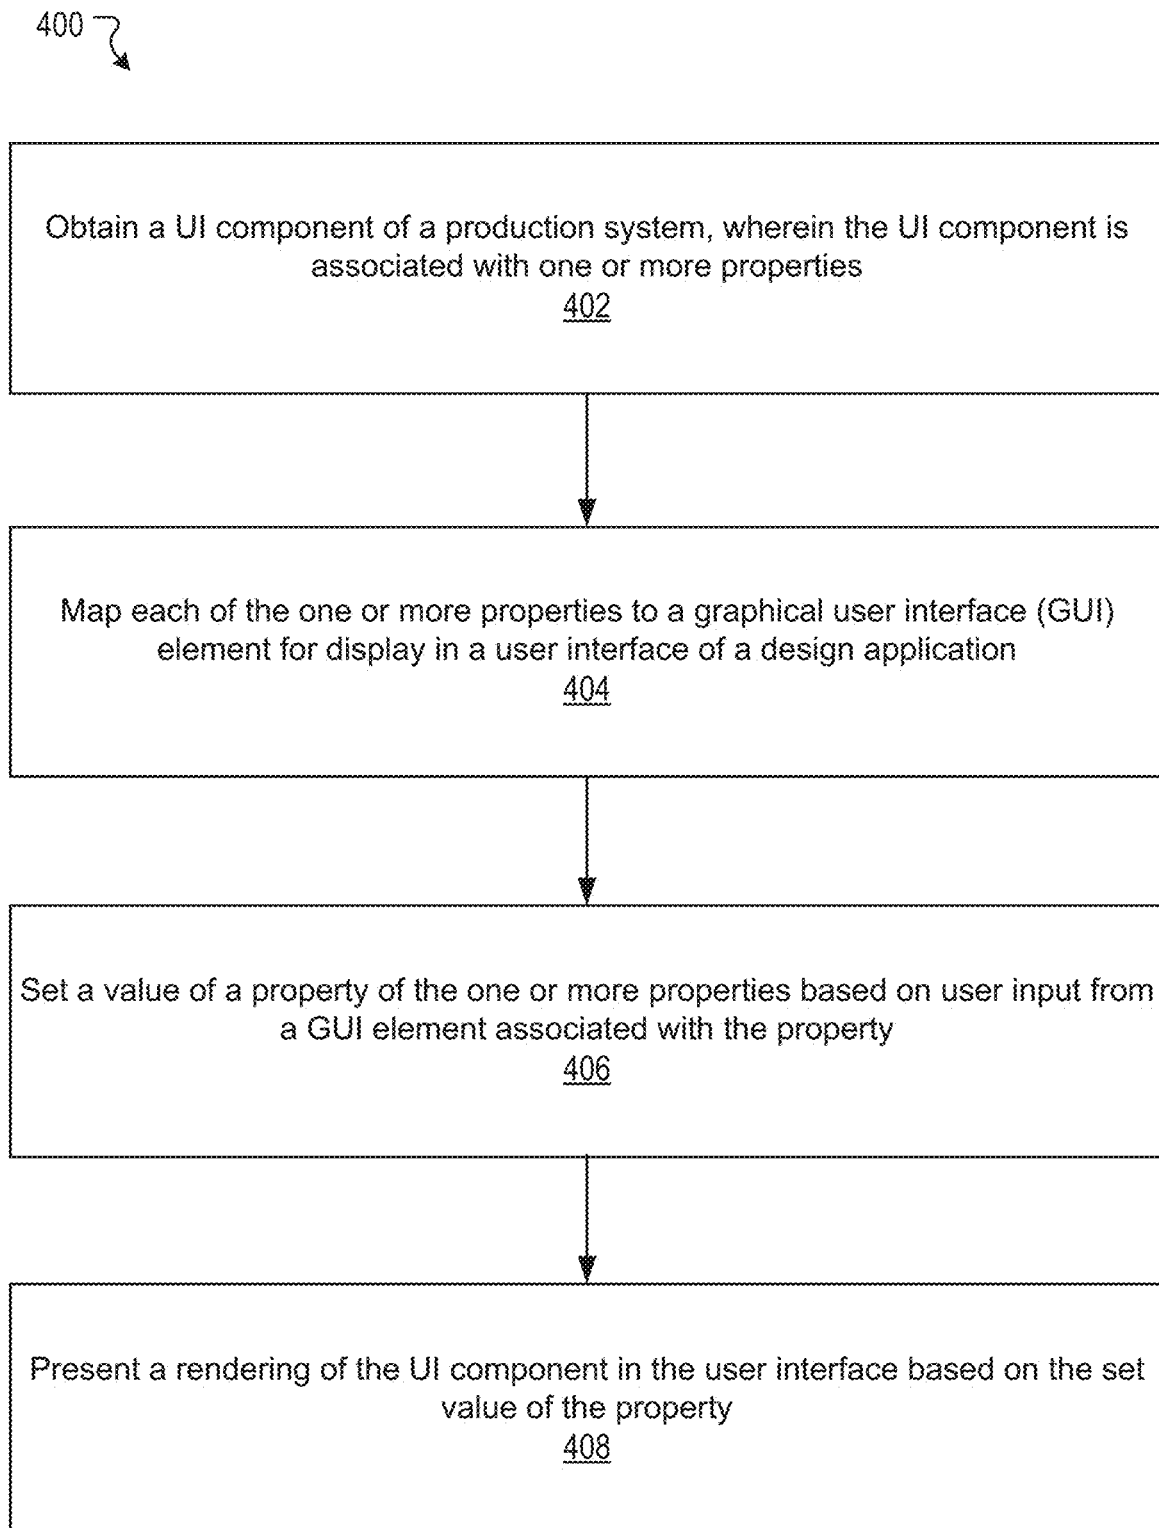 400
Obtain a UI component of a production system, wherein the UI component is
associated with one or more properties
402
Map each of the one or more properties to a graphical user interface (GUI)
element for display in a user interface of a design application
404
Set a value of a property of the one or more properties based on user input from
a GUI element associated with the property
406
Present a rendering of the UI component in the user interface based on the set
value of the property
408